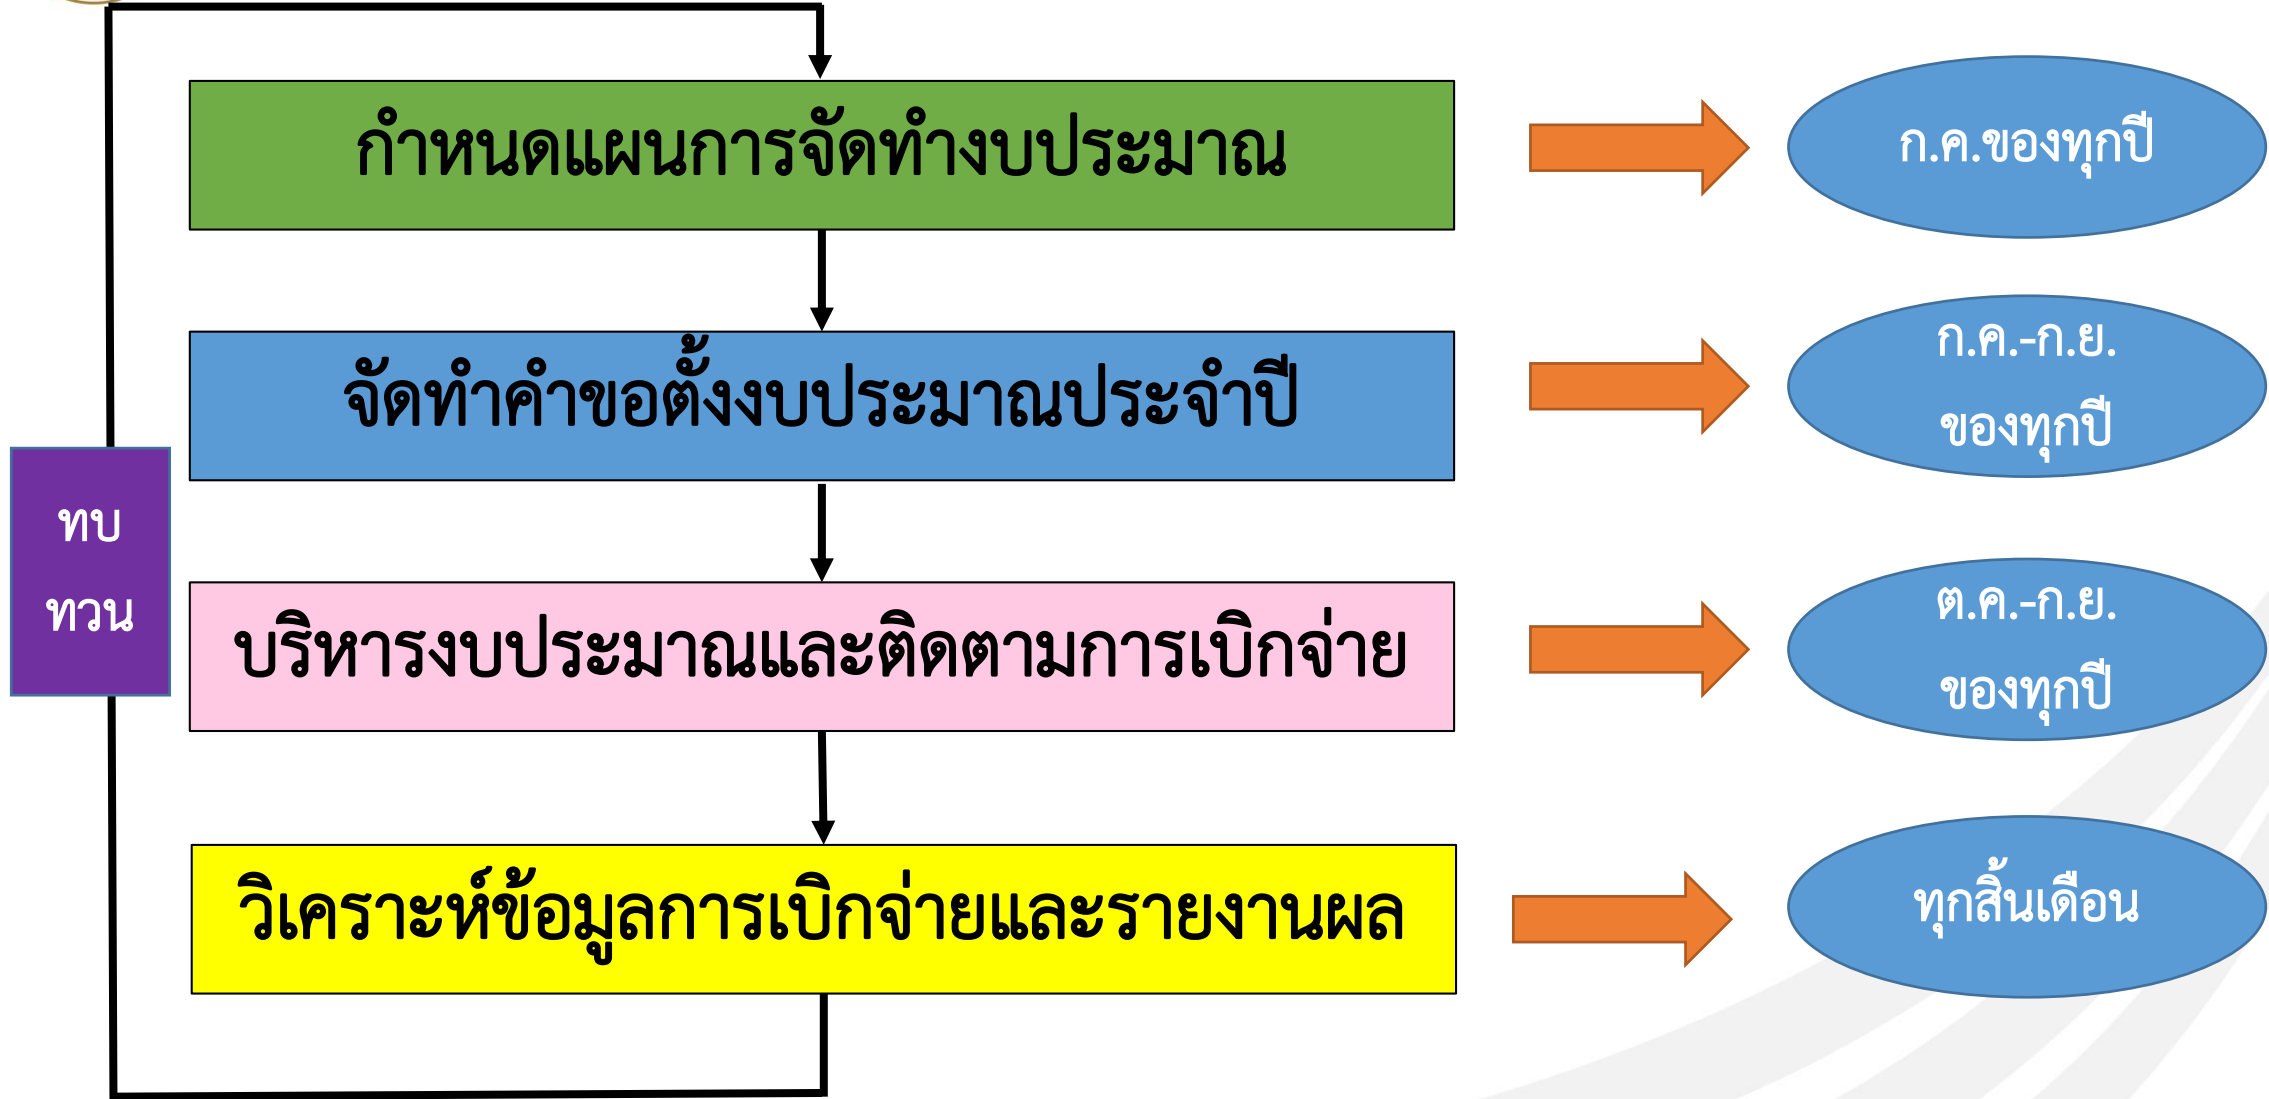 กำหนดแผนการจัดทำงบประมาณ
ก.ค.ของทุกปี
จัดทำคำขอตั้งงบประมาณประจำปี
ก.ค.-ก.ย.
ของทุกปี
ทบ
ทวน
บริหารงบประมาณและติดตามการเบิกจ่าย
ต.ค.-ก.ย.
ของทุกปี
วิเคราะห์ข้อมูลการเบิกจ่ายและรายงานผล
ทุกสิ้นเดือน